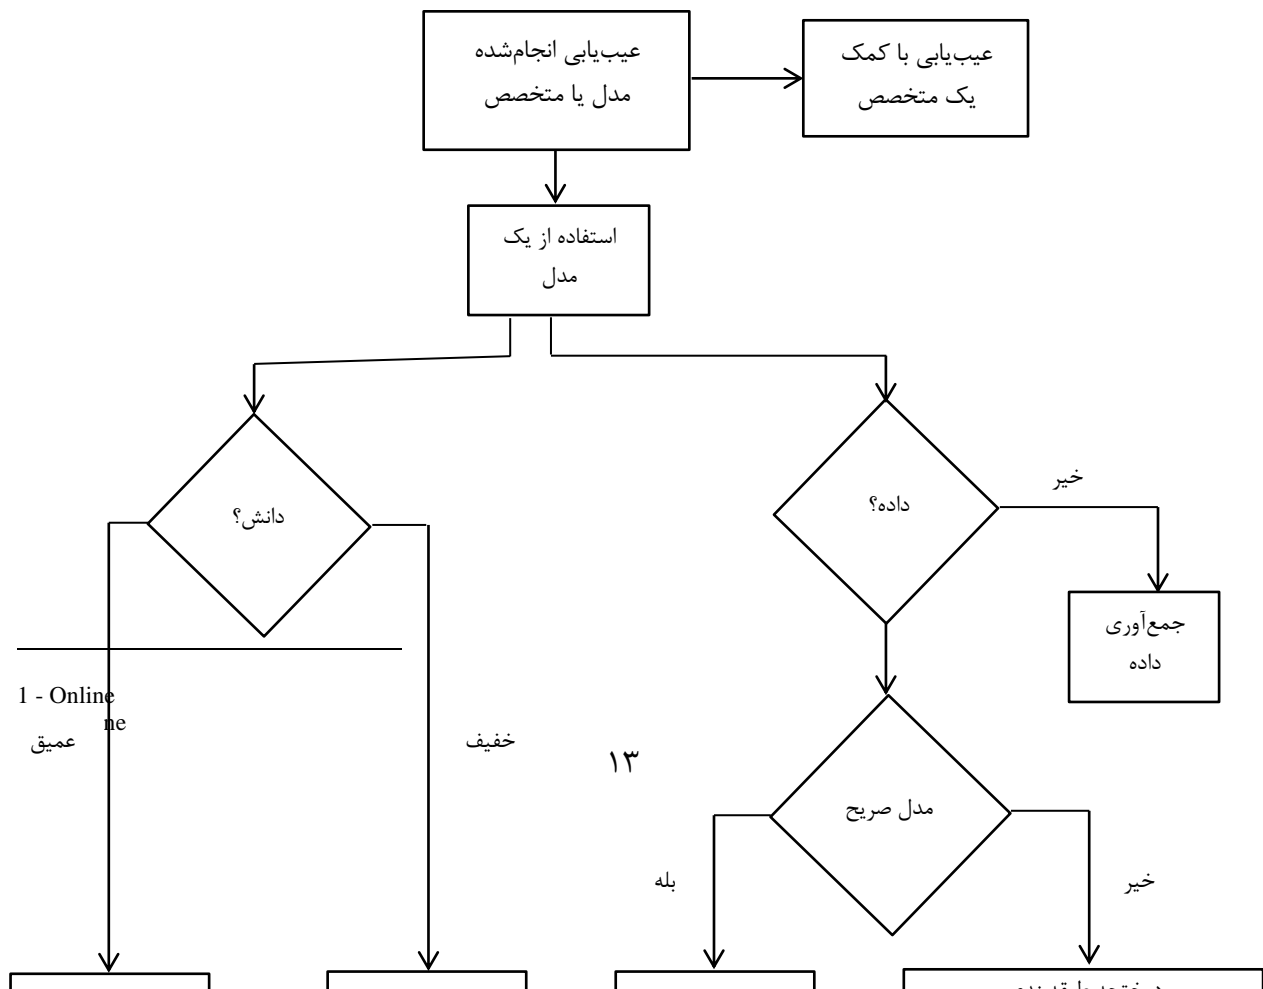 عیب‌یابی انجام‌شده
مدل یا متخصص
عیب‌یابی با کمک
یک متخصص
استفاده از یک
مدل
دانش؟
داده؟
خیر
جمع‌آوری
داده
1 - Online
ne
عمیق
خفیف
۱۳
مدل صریح
بله
خیر